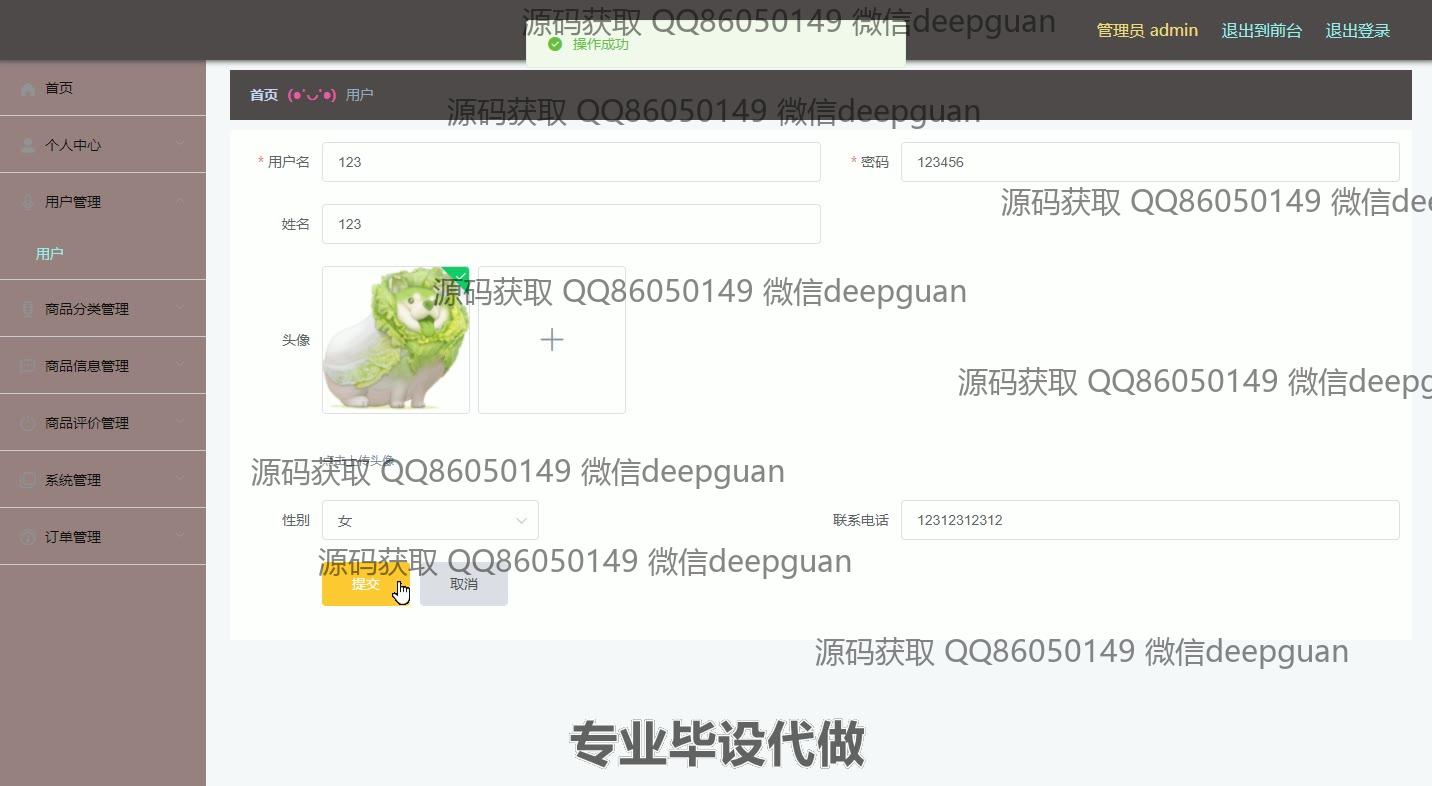 源码获取 QQ86050149 微信deepguan
操作成功
管理员 admin 退出到前台 退出登录
首页
个人中心
用户管理
用户
商品分类管理
商品信息管理
商品评价管理
系统管理
订单管理
首页 (●'◡'●) 用户
源码获取 QQ86050149 微信deepguan
* 用户名 123 * 密码 123456
源码获取 QQ86050149 微信dee
姓名 123
源码获取 QQ86050149 微信deepguan
头像
源码获取 QQ86050149 微信deepg
点击上传头像
源码获取 QQ86050149 微信deepguan
性别 女 联系电话 12312312312
源码获取 QQ86050149 微信deepguan
提交 取消
源码获取 QQ86050149 微信deepguan
专业毕设代做